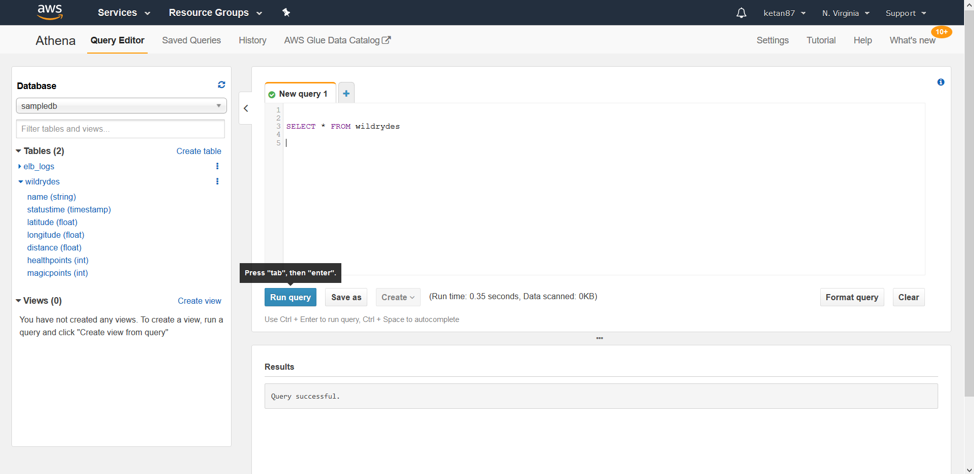 aws Services Resource Groups ketan87 N. Virginia Support
Athena Query Editor Saved Queries History AWS Glue Data Catalog Settings Tutorial Help What's new 10+
Database
sampledb
Filter tables and views...
Tables (2) Create table
elb_logs
wildrydes
name (string)
statustime (timestamp)
latitude (float)
longitude (float)
distance (float)
healthpoints (int)
magicpoints (int)
Views (0) Create view
You have not created any views. To create a view, run a
query and click "Create view from query"
New query 1 +
1
2
3 SELECT * FROM wildrydes
4
5
Press "tab", then "enter".
Run query Save as Create (Run time: 0.35 seconds, Data scanned: 0KB) Format query Clear
Use Ctrl + Enter to run query, Ctrl + Space to autocomplete
Results
Query successful.